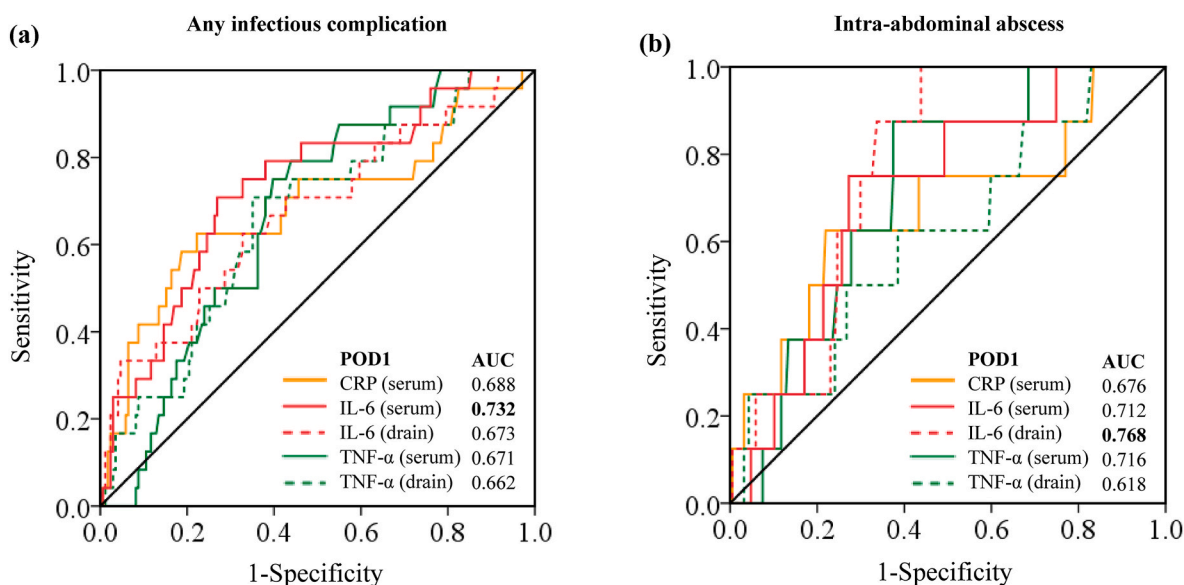 Any infectious complication
(a)
Sensitivity
1.0
0.8
0.6
0.4
0.2
0.0
POD1 AUC
CRP (serum) 0.688
IL-6 (serum) 0.732
IL-6 (drain) 0.673
TNF-α (serum) 0.671
TNF-α (drain) 0.662
0.0 0.2 0.4 0.6 0.8 1.0
1-Specificity
Intra-abdominal abscess
(b)
Sensitivity
1.0
0.8
0.6
0.4
0.2
0.0
POD1 AUC
CRP (serum) 0.676
IL-6 (serum) 0.712
IL-6 (drain) 0.768
TNF-α (serum) 0.716
TNF-α (drain) 0.618
0.0 0.2 0.4 0.6 0.8 1.0
1-Specificity